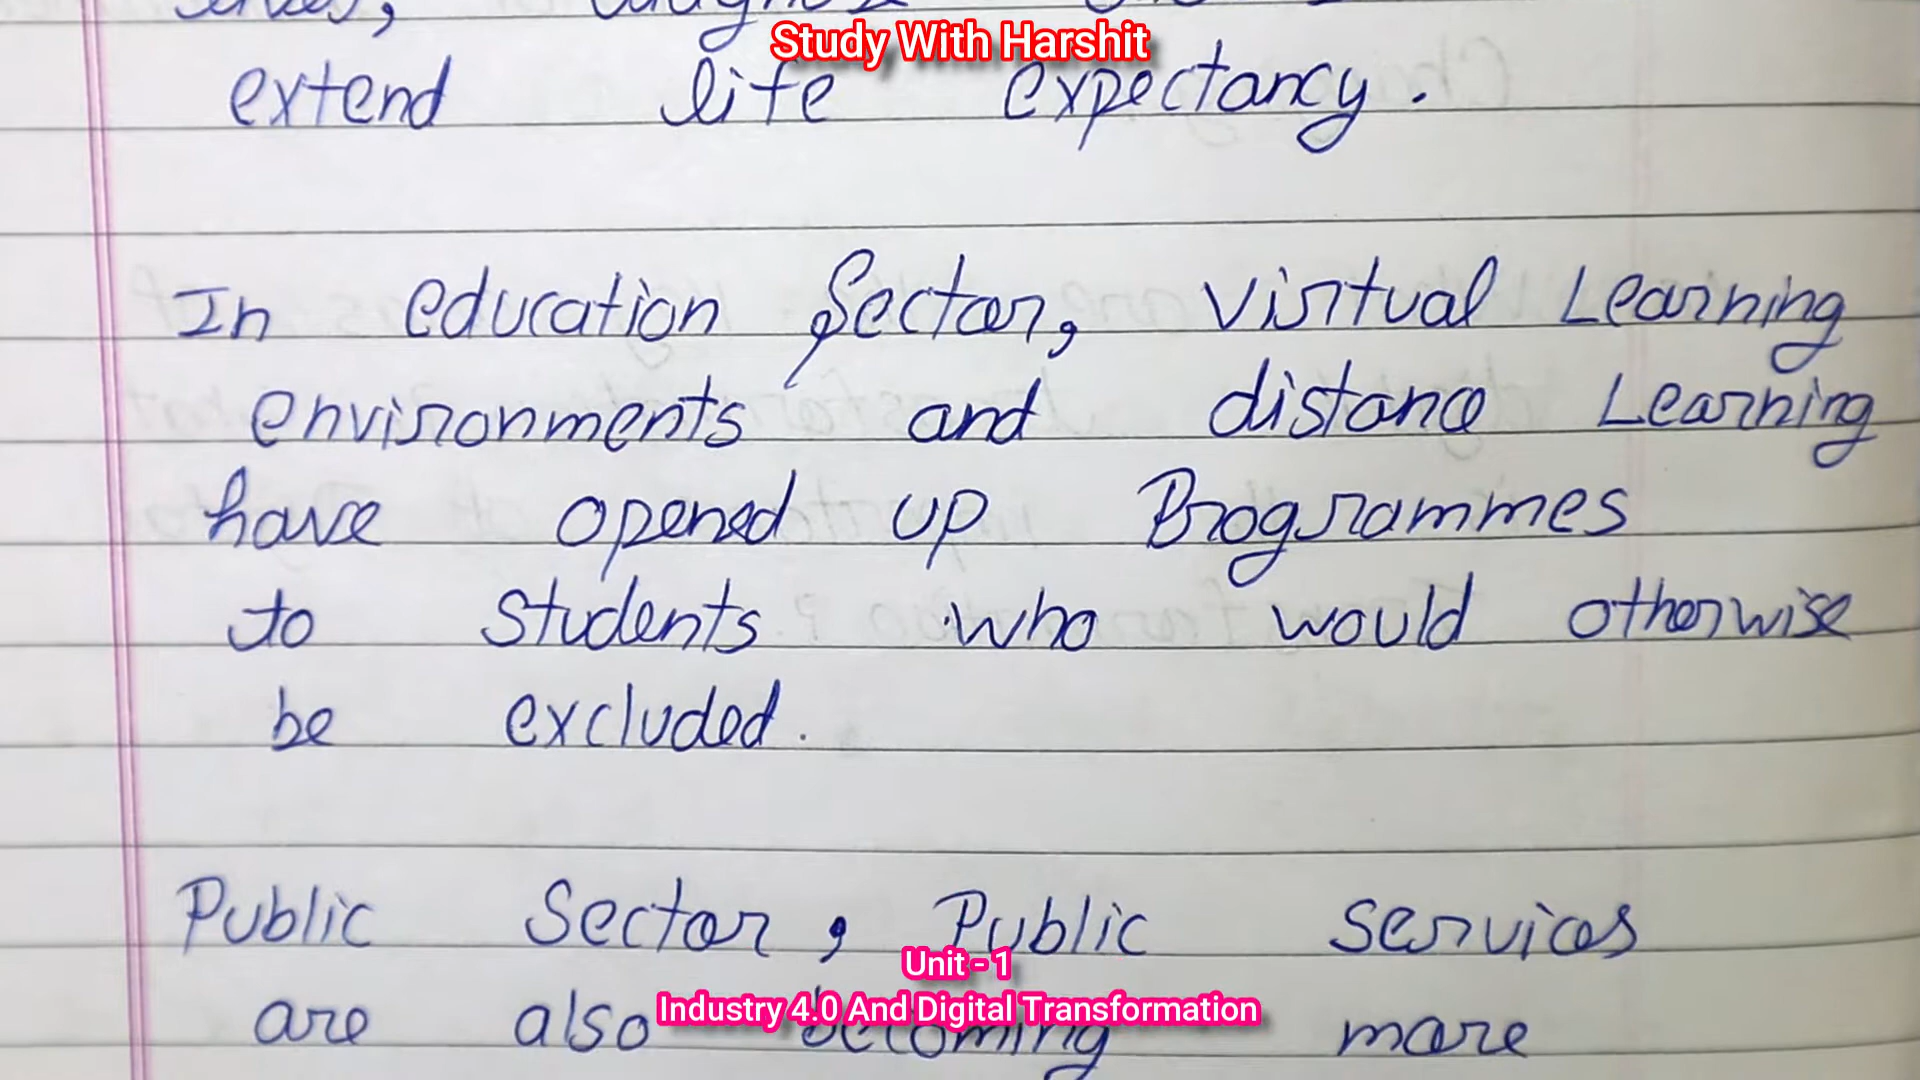 Study With Harshit
extend life expectancy.
In education Sector, virtual Learning
environments and distance Learning
have opened up Programmes
to students who would otherwise
be excluded.
Public Sector, Public services
Unit - 1
are also becoming more
Industry 4.0 And Digital Transformation